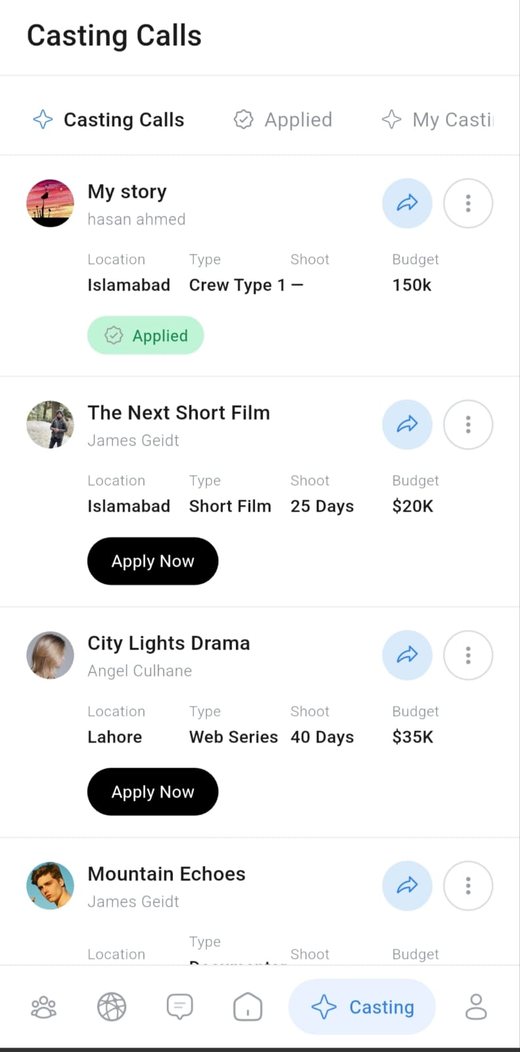 Casting Calls
Casting Calls Applied My Casti
My story
hasan ahmed
Location Type Shoot Budget
Islamabad Crew Type 1 — 150k
Applied
The Next Short Film
James Geidt
Location Type Shoot Budget
Islamabad Short Film 25 Days $20K
Apply Now
City Lights Drama
Angel Culhane
Location Type Shoot Budget
Lahore Web Series 40 Days $35K
Apply Now
Mountain Echoes
James Geidt
Location Type Shoot Budget
Casting